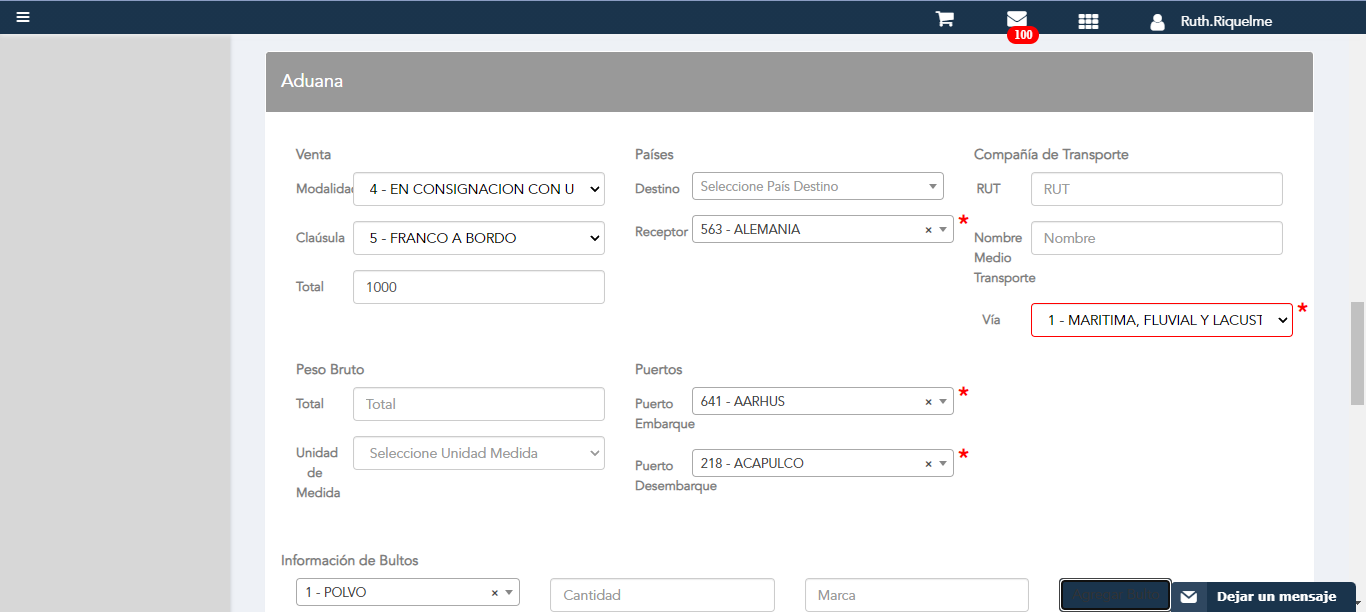 100
Ruth.Riquelme
Aduana
Venta
Países
Compañía de Transporte
Modalidad 4 - EN CONSIGNACION CON U
Destino Seleccione País Destino
RUT RUT
Receptor 563 - ALEMANIA × *
Claúsula 5 - FRANCO A BORDO
Nombre Medio Transporte Nombre
Total 1000
Vía 1 - MARITIMA, FLUVIAL Y LACUST *
Peso Bruto
Puertos
Total Total
Puerto Embarque 641 - AARHUS × *
Unidad de Medida Seleccione Unidad Medida
Puerto Desembarque 218 - ACAPULCO × *
Información de Bultos
1 - POLVO × Cantidad Marca
Dejar un mensaje